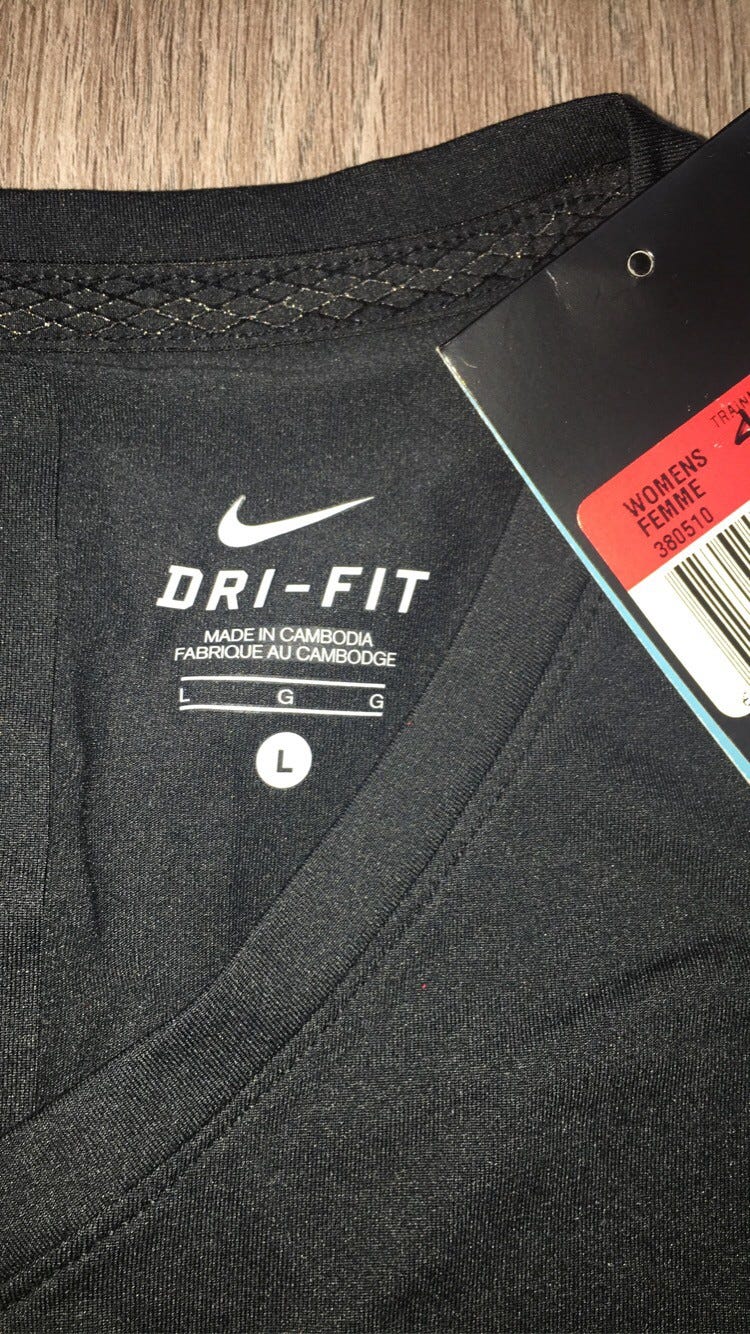 DRI-FIT
MADE IN CAMBODIA
FABRIQUE AU CAMBODGE
L G G
L
WOMENS
FEMME
380510